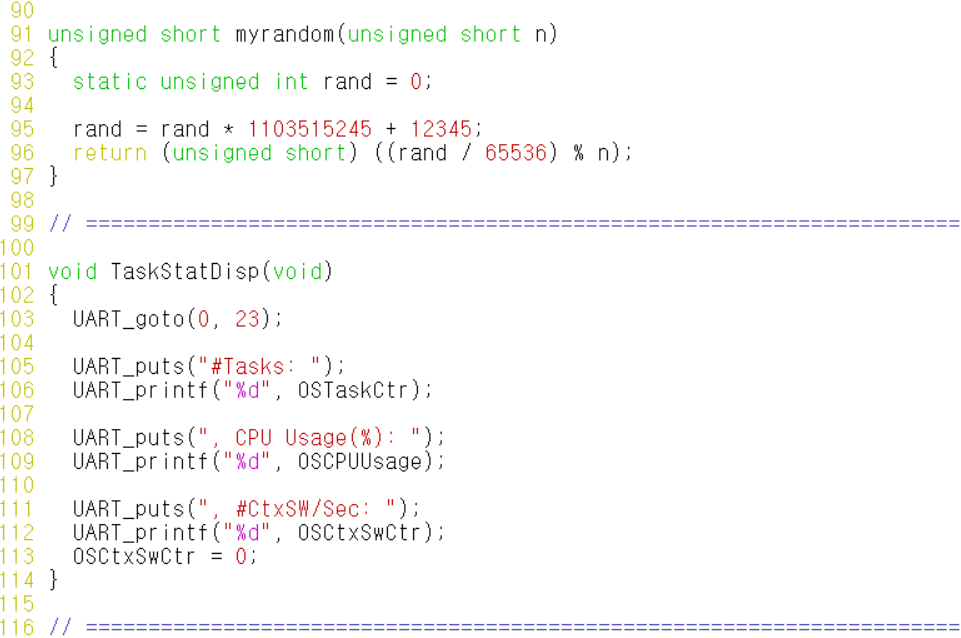 90
91 unsigned short myrandom(unsigned short n)
92 {
93   static unsigned int rand = 0;
94
95   rand = rand * 1103515245 + 12345;
96   return (unsigned short) ((rand / 65536) % n);
97 }
98
99 // ======================================================================
100
101 void TaskStatDisp(void)
102 {
103   UART_goto(0, 23);
104
105   UART_puts("#Tasks: ");
106   UART_printf("%d", OSTaskCtr);
107
108   UART_puts(", CPU Usage(%): ");
109   UART_printf("%d", OSCPUUsage);
110
111   UART_puts(", #CtxSW/Sec: ");
112   UART_printf("%d", OSCtxSwCtr);
113   OSCtxSwCtr = 0;
114 }
115
116 // ======================================================================